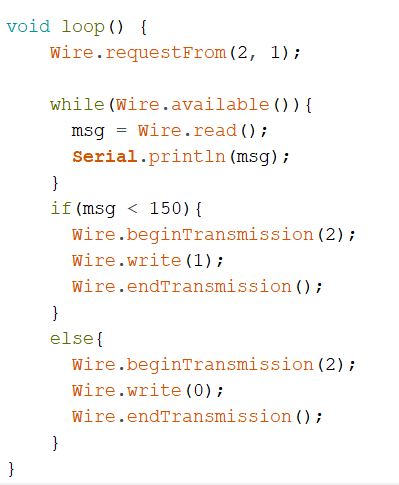 void loop() {
    Wire.requestFrom(2, 1);

    while(Wire.available()){
      msg = Wire.read();
      Serial.println(msg);
    }
    if(msg < 150){
      Wire.beginTransmission(2);
      Wire.write(1);
      Wire.endTransmission();
    }
    else{
      Wire.beginTransmission(2);
      Wire.write(0);
      Wire.endTransmission();
    }
}